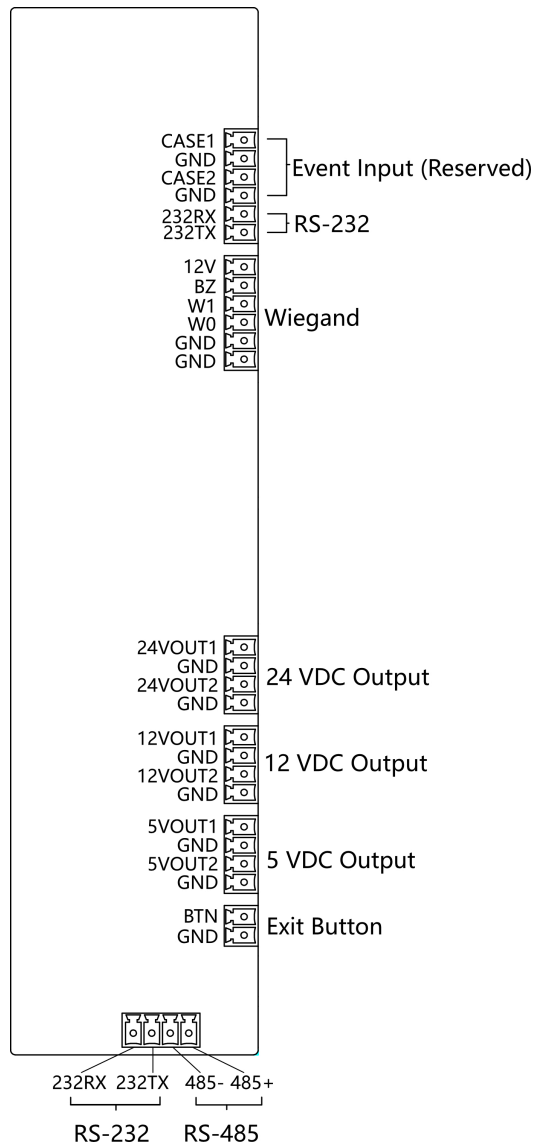 CASE1
GND
CASE2
GND
Event Input (Reserved)
232RX
232TX
RS-232
12V
BZ
W1
W0
GND
GND
Wiegand
24VOUT1
GND
24VOUT2
GND
24 VDC Output
12VOUT1
GND
12VOUT2
GND
12 VDC Output
5VOUT1
GND
5VOUT2
GND
5 VDC Output
BTN
GND
Exit Button
232RX 232TX 485- 485+
RS-232 RS-485